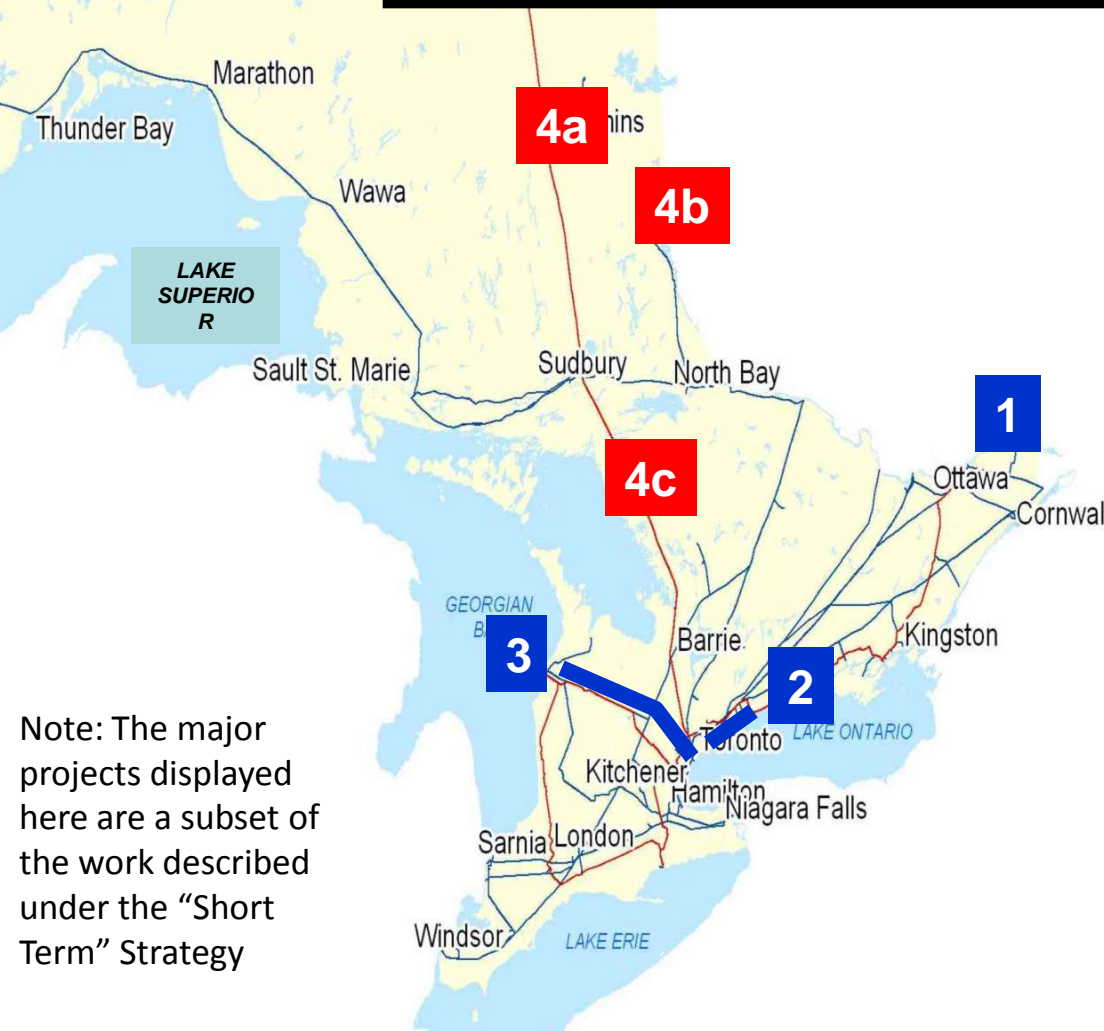 Marathon
Thunder Bay
4a
mins
4b
Wawa
LAKE
SUPERIO
R
Sault St. Marie
Sudbury
North Bay
1
Ottawa
Cornwal
4c
GEORGIAN
B
3
Barrie
Kingston
2
Toronto
LAKE ONTARIO
Kitchener
Hamilton
Niagara Falls
Sarnia
London
Windsor
LAKE ERIE
Note: The major
projects displayed
here are a subset of
the work described
under the “Short
Term” Strategy